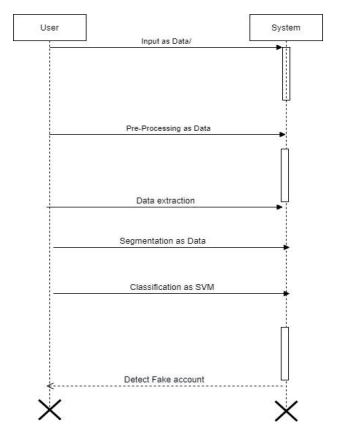 User
System
Input as Data/
Pre-Processing as Data
Data extraction
Segmentation as Data
Classification as SVM
Detect Fake account